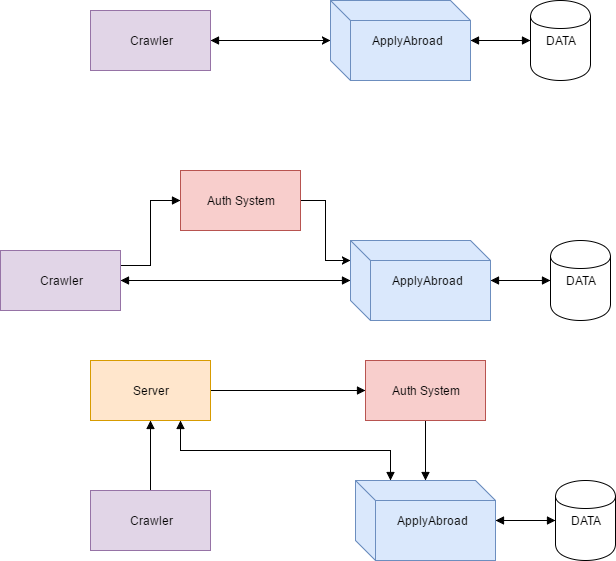 Crawler
ApplyAbroad
DATA
Auth System
Crawler
ApplyAbroad
DATA
Server
Auth System
Crawler
ApplyAbroad
DATA